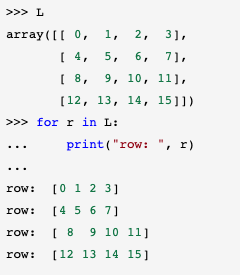 >>> L
array([[ 0,  1,  2,  3],
       [ 4,  5,  6,  7],
       [ 8,  9, 10, 11],
       [12, 13, 14, 15]])
>>> for r in L:
...     print("row: ", r)
...
row:  [0 1 2 3]
row:  [4 5 6 7]
row:  [ 8  9 10 11]
row:  [12 13 14 15]